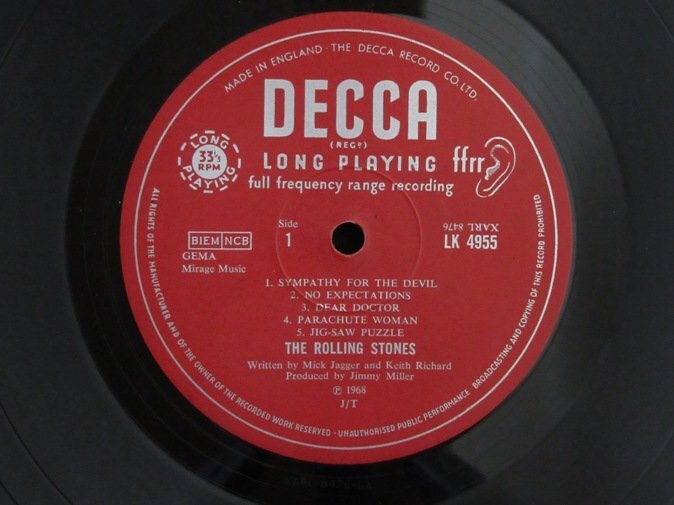 MADE IN ENGLAND · THE DECCA RECORD CO. LTD.
DECCA
(REGD)
LONG PLAYING
33⅓ RPM
LONG PLAYING ffrr
full frequency range recording
BIEM NCB
GEMA
Mirage Music
Side
1
XARL 8476
LK 4955
1. SYMPATHY FOR THE DEVIL
2. NO EXPECTATIONS
3. DEAR DOCTOR
4. PARACHUTE WOMAN
5. JIG-SAW PUZZLE
THE ROLLING STONES
Written by Mick Jagger and Keith Richard
Produced by Jimmy Miller
℗ 1968
J/T
ALL RIGHTS OF THE MANUFACTURER AND OF THE OWNER OF THE RECORDED WORK RESERVED · UNAUTHORISED PUBLIC PERFORMANCE BROADCASTING AND COPYING OF THIS RECORD PROHIBITED